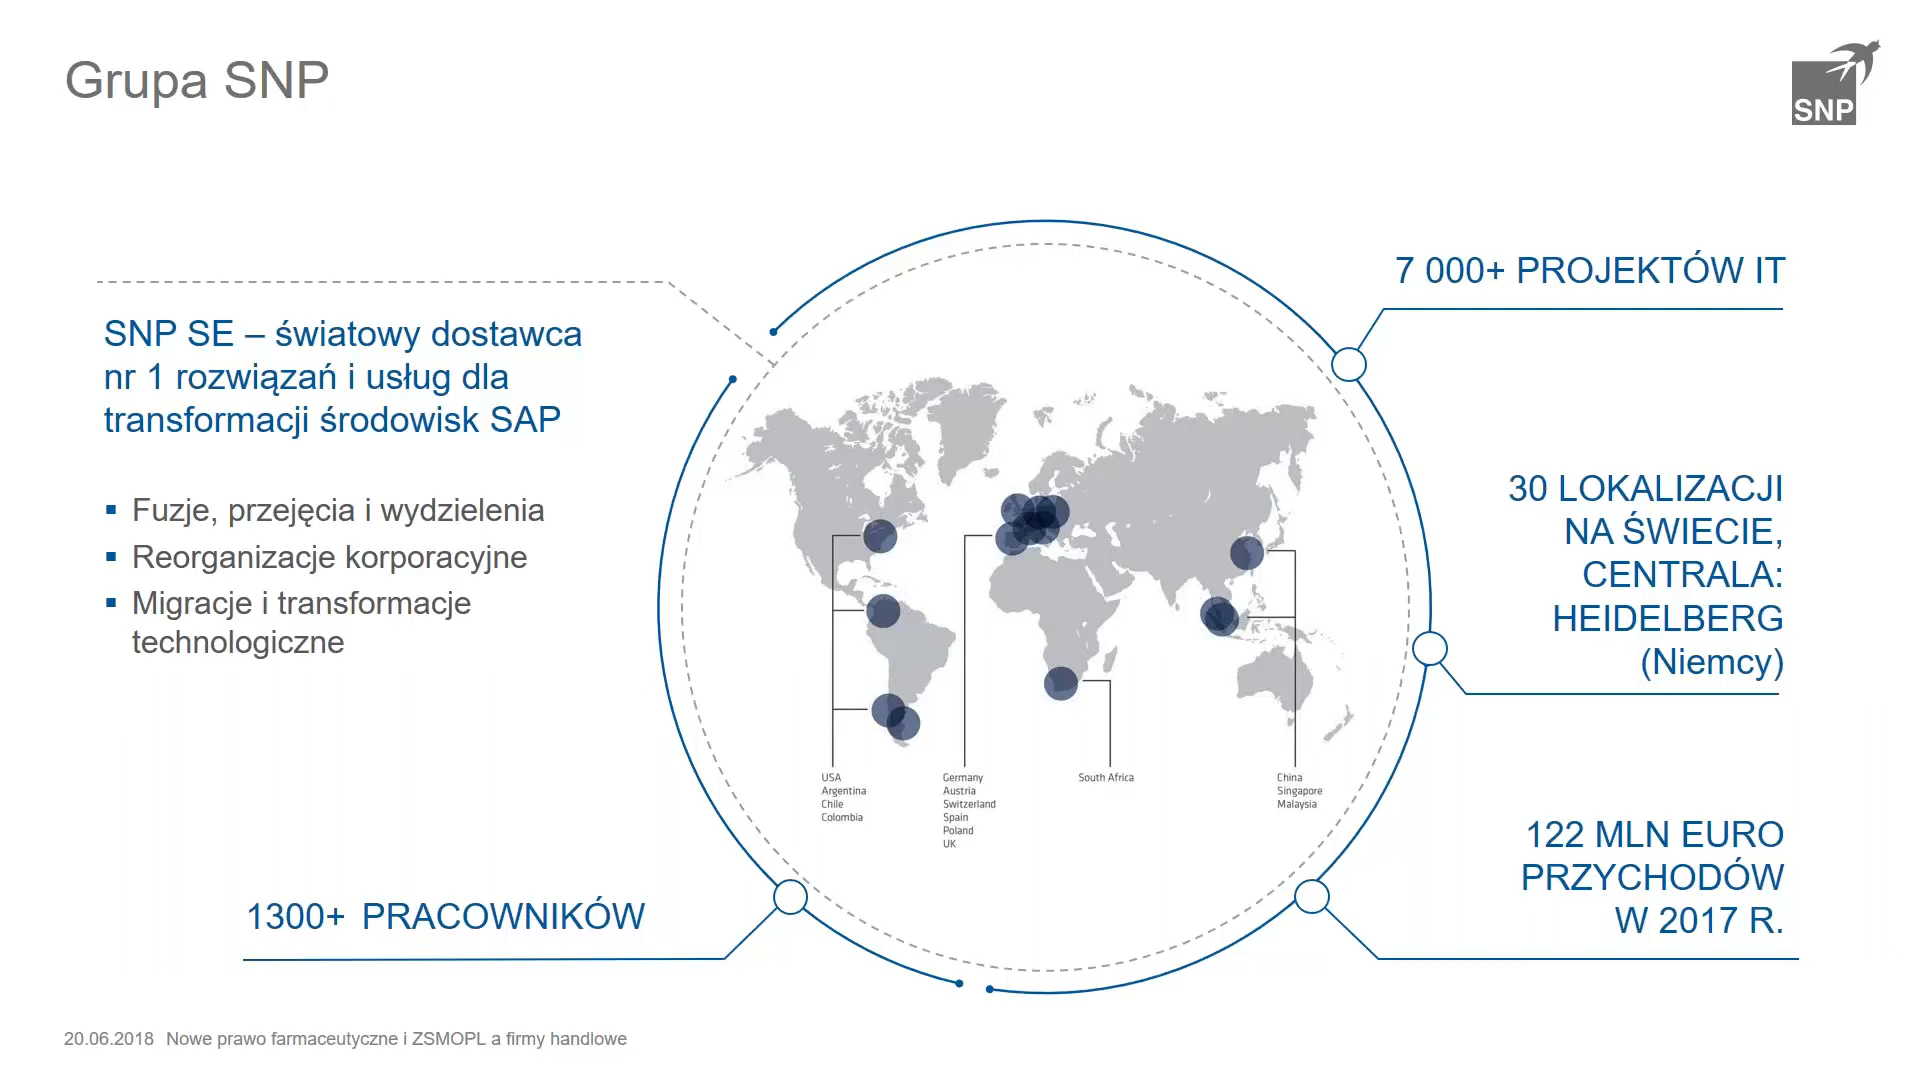 Grupa SNP
SNP
SNP SE – światowy dostawca
nr 1 rozwiązań i usług dla
transformacji środowisk SAP
▪ Fuzje, przejęcia i wydzielenia
▪ Reorganizacje korporacyjne
▪ Migracje i transformacje
technologiczne
1300+ PRACOWNIKÓW
USA
Argentina
Chile
Colombia
Germany
Austria
Switzerland
Spain
Poland
UK
South Africa
China
Singapore
Malaysia
7 000+ PROJEKTÓW IT
30 LOKALIZACJI
NA ŚWIECIE,
CENTRALA:
HEIDELBERG
(Niemcy)
122 MLN EURO
PRZYCHODÓW
W 2017 R.
20.06.2018 Nowe prawo farmaceutyczne i ZSMOPL a firmy handlowe